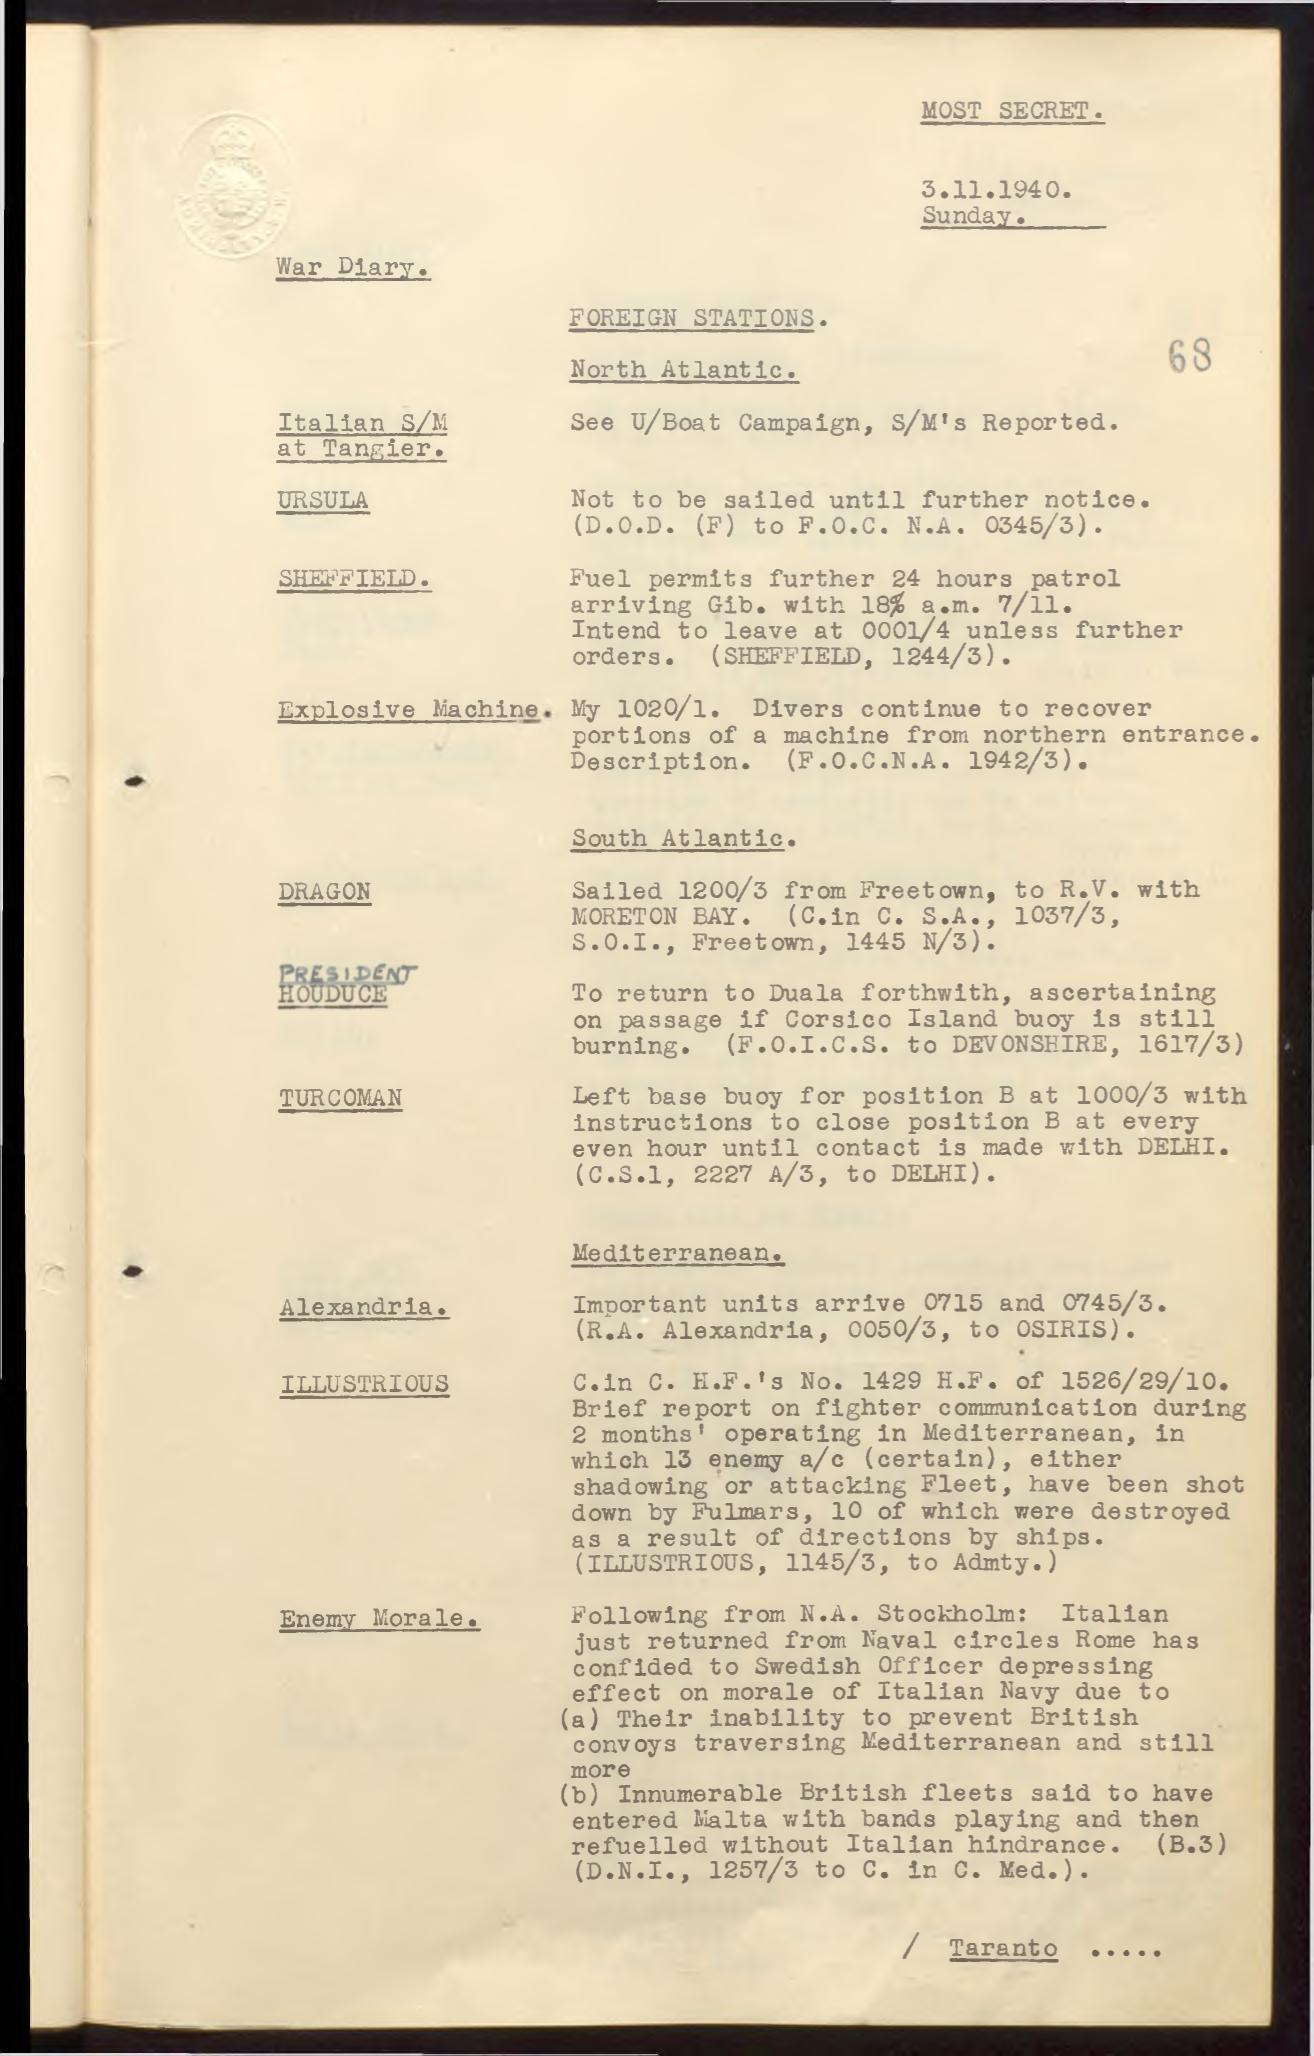 MOST SECRET.
3.11.1940.
Sunday.
War Diary.
FOREIGN STATIONS.
68
North Atlantic.
Italian S/M
at Tangier.
See U/Boat Campaign, S/M's Reported.
URSULA
Not to be sailed until further notice.
(D.O.D. (F) to F.O.C. N.A. 0345/3).
SHEFFIELD.
Fuel permits further 24 hours patrol
arriving Gib. with 18% a.m. 7/11.
Intend to leave at 0001/4 unless further
orders. (SHEFFIELD, 1244/3).
Explosive Machine.
My 1020/1. Divers continue to recover
portions of a machine from northern entrance.
Description. (F.O.C.N.A. 1942/3).
South Atlantic.
DRAGON
Sailed 1200/3 from Freetown, to R.V. with
MORETON BAY. (C.in C. S.A., 1037/3,
S.O.I., Freetown, 1445 N/3).
PRESIDENT
HOUDUCE
To return to Duala forthwith, ascertaining
on passage if Corsico Island buoy is still
burning. (F.O.I.C.S. to DEVONSHIRE, 1617/3)
TURCOMAN
Left base buoy for position B at 1000/3 with
instructions to close position B at every
even hour until contact is made with DELHI.
(C.S.1, 2227 A/3, to DELHI).
Mediterranean.
Alexandria.
Important units arrive 0715 and 0745/3.
(R.A. Alexandria, 0050/3, to OSIRIS).
ILLUSTRIOUS
C.in C. H.F.'s No. 1429 H.F. of 1526/29/10.
Brief report on fighter communication during
2 months' operating in Mediterranean, in
which 13 enemy a/c (certain), either
shadowing or attacking Fleet, have been shot
down by Fulmars, 10 of which were destroyed
as a result of directions by ships.
(ILLUSTRIOUS, 1145/3, to Admty.)
Enemy Morale.
Following from N.A. Stockholm: Italian
just returned from Naval circles Rome has
confided to Swedish Officer depressing
effect on morale of Italian Navy due to
(a) Their inability to prevent British
convoys traversing Mediterranean and still
more
(b) Innumerable British fleets said to have
entered Malta with bands playing and then
refuelled without Italian hindrance. (B.3)
(D.N.I., 1257/3 to C. in C. Med.).
/ Taranto .....